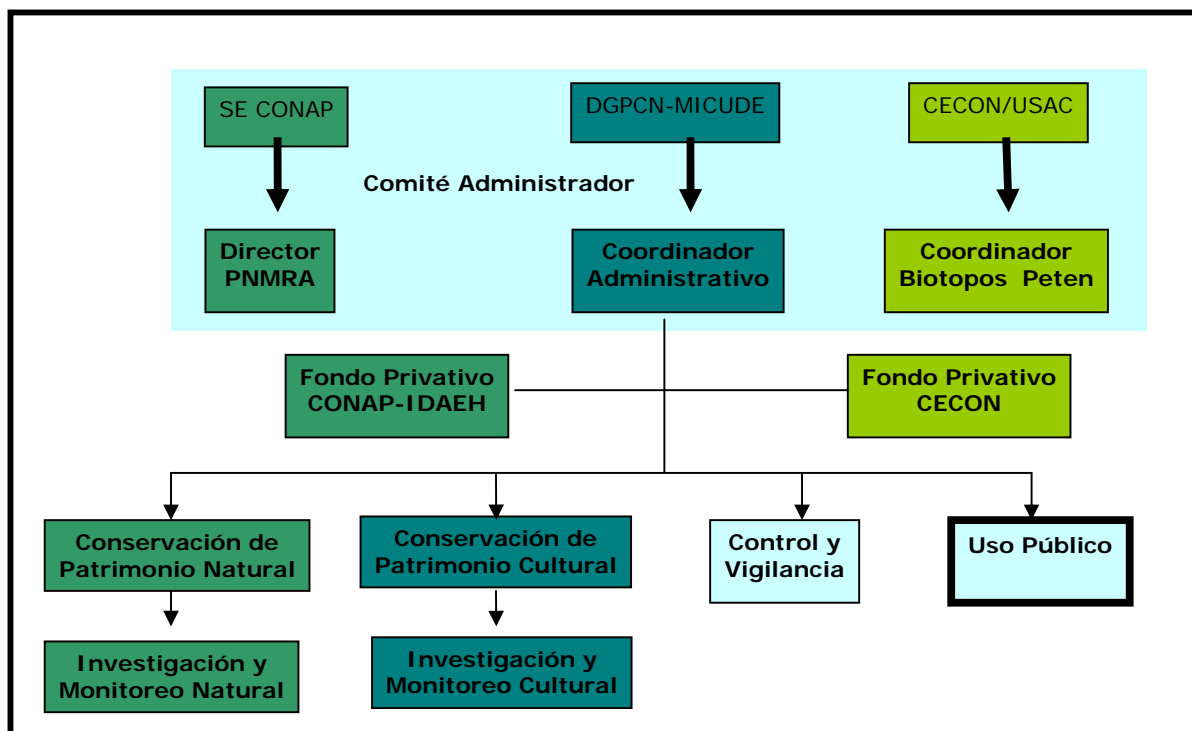 SE CONAP
DGPCN-MICUDE
CECON/USAC
Comité Administrador
Director
PNMRA
Coordinador
Administrativo
Coordinador
Biotopos Peten
Fondo Privativo
CONAP-IDAEH
Fondo Privativo
CECON
Conservación de
Patrimonio Natural
Conservación de
Patrimonio Cultural
Control y
Vigilancia
Uso Público
Investigación y
Monitoreo Natural
Investigación y
Monitoreo Cultural